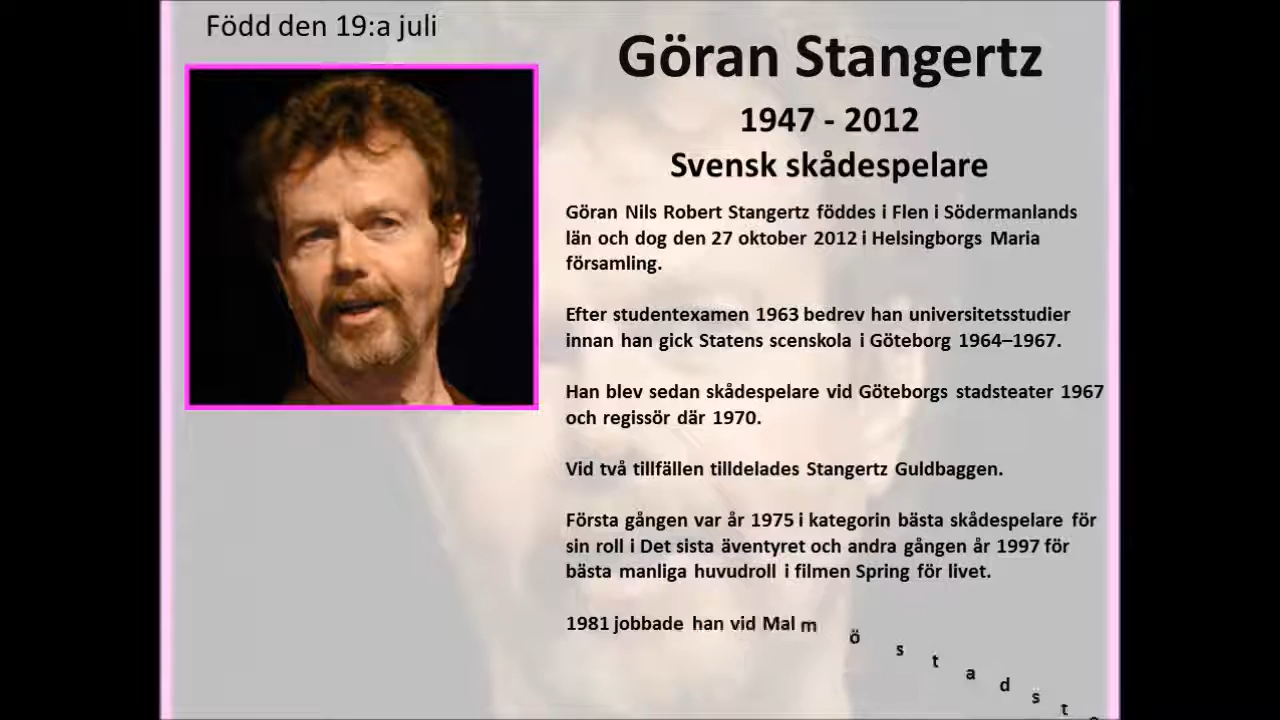 Född den 19:a juli
Göran Stangertz
1947 - 2012
Svensk skådespelare
Göran Nils Robert Stangertz föddes i Flen i Södermanlands
län och dog den 27 oktober 2012 i Helsingborgs Maria
församling.
Efter studentexamen 1963 bedrev han universitetsstudier
innan han gick Statens scenskola i Göteborg 1964–1967.
Han blev sedan skådespelare vid Göteborgs stadsteater 1967
och regissör där 1970.
Vid två tillfällen tilldelades Stangertz Guldbaggen.
Första gången var år 1975 i kategorin bästa skådespelare för
sin roll i Det sista äventyret och andra gången år 1997 för
bästa manliga huvudroll i filmen Spring för livet.
1981 jobbade han vid Malmö stadst